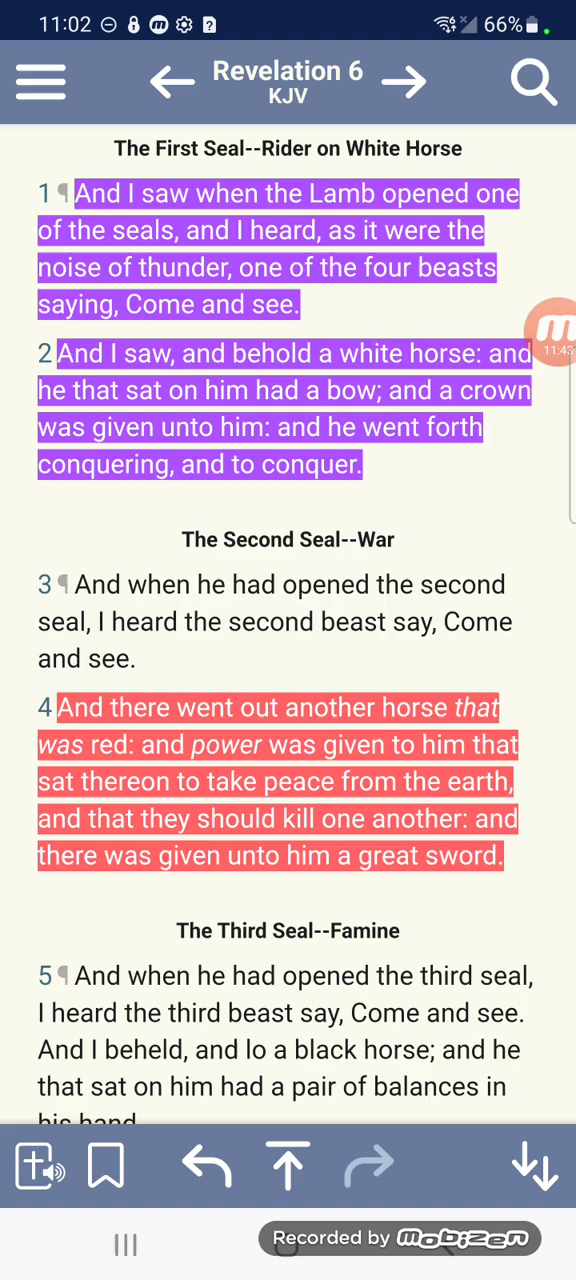 11:02
66%
Revelation 6
KJV
The First Seal--Rider on White Horse
1 ¶ And I saw when the Lamb opened one
of the seals, and I heard, as it were the
noise of thunder, one of the four beasts
saying, Come and see.
11:43
2 And I saw, and behold a white horse: and
he that sat on him had a bow; and a crown
was given unto him: and he went forth
conquering, and to conquer.
The Second Seal--War
3 ¶ And when he had opened the second
seal, I heard the second beast say, Come
and see.
4 And there went out another horse that
was red: and power was given to him that
sat thereon to take peace from the earth,
and that they should kill one another: and
there was given unto him a great sword.
The Third Seal--Famine
5 ¶ And when he had opened the third seal,
I heard the third beast say, Come and see.
And I beheld, and lo a black horse; and he
that sat on him had a pair of balances in
his hand.
Recorded by mobizen